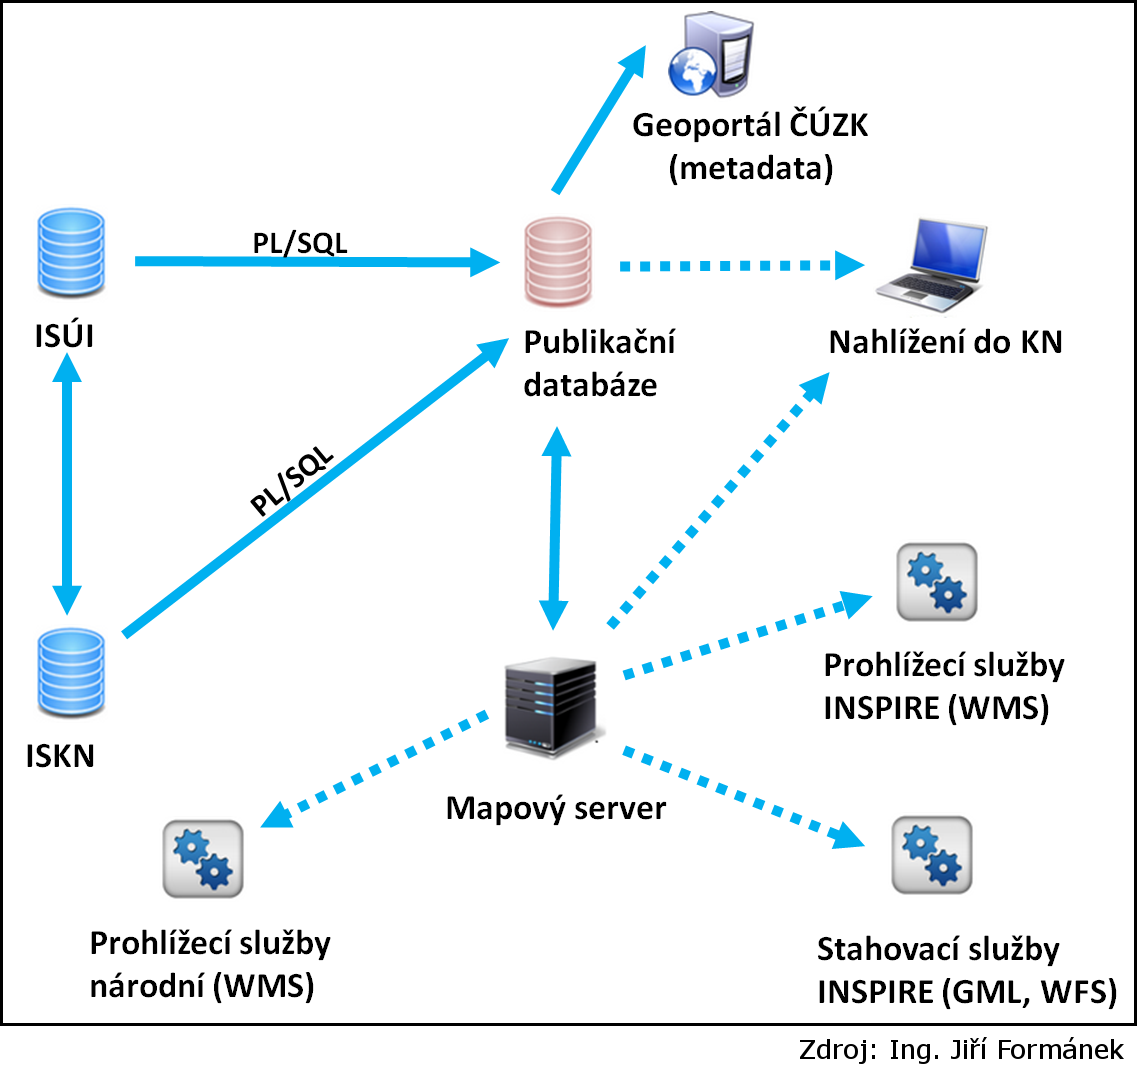 Geoportál ČÚZK
(metadata)
PL/SQL
ISÚI
Publikační
databáze
Nahlížení do KN
PL/SQL
Prohlížecí služby
INSPIRE (WMS)
ISKN
Mapový server
Prohlížecí služby
národní (WMS)
Stahovací služby
INSPIRE (GML, WFS)
Zdroj: Ing. Jiří Formánek